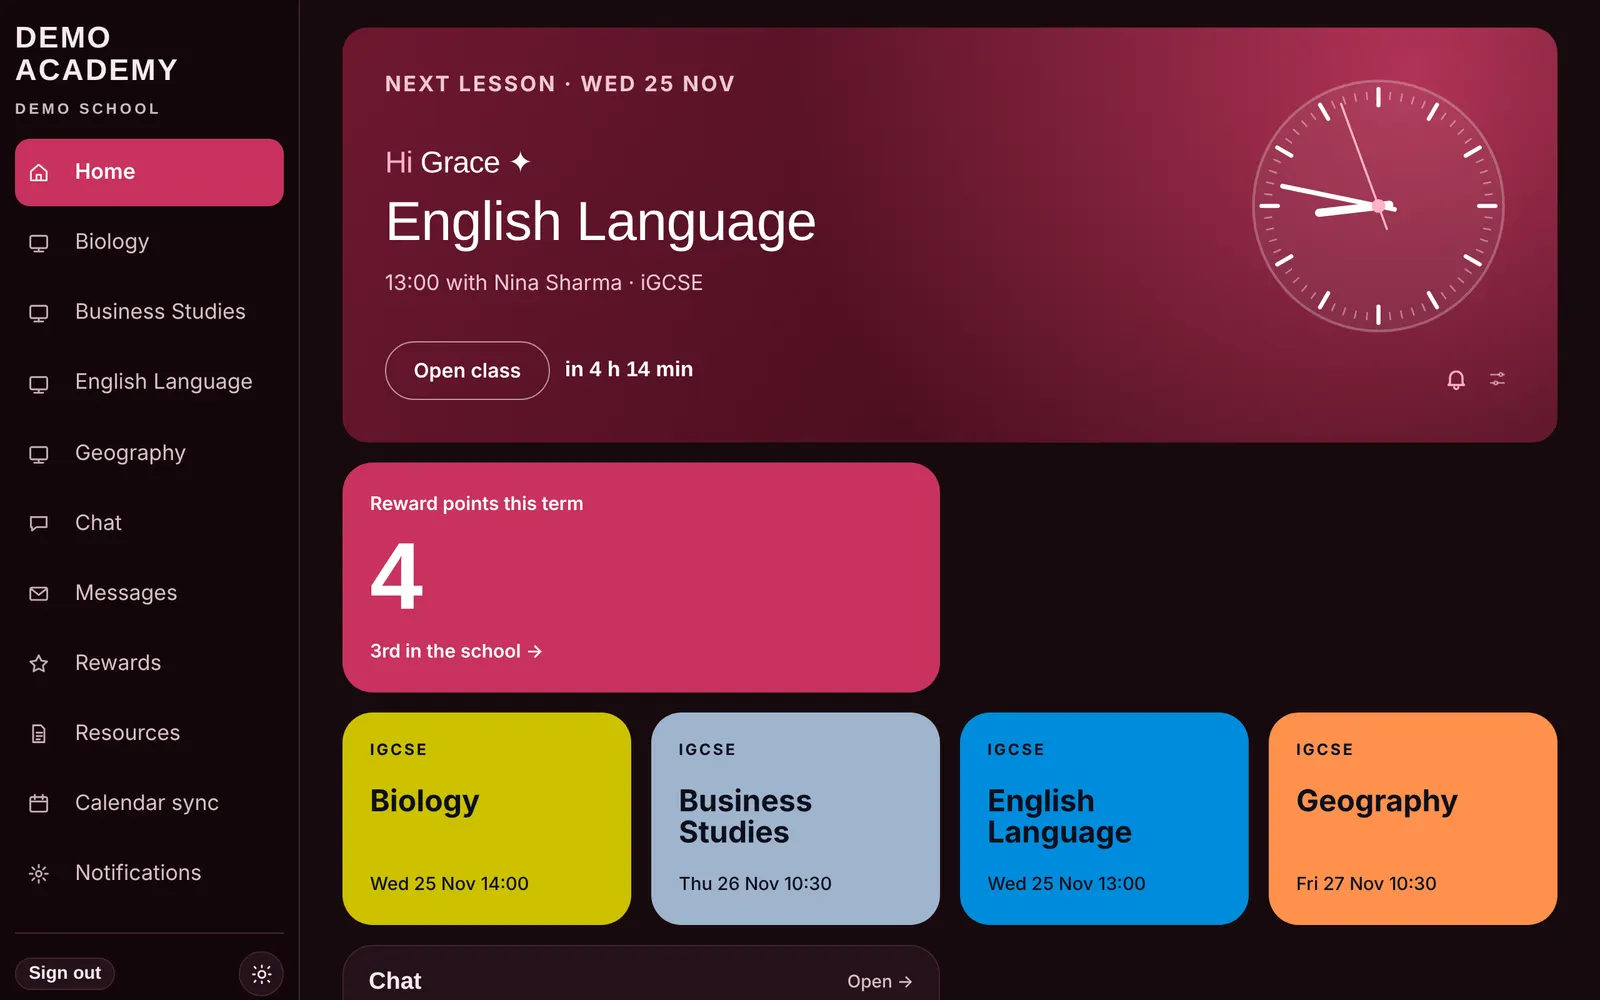 DEMO
ACADEMY
DEMO SCHOOL
Home
Biology
Business Studies
English Language
Geography
Chat
Messages
Rewards
Resources
Calendar sync
Notifications
Sign out
NEXT LESSON · WED 25 NOV
Hi Grace ✦
English Language
13:00 with Nina Sharma · iGCSE
Open class
in 4 h 14 min
Reward points this term
4
3rd in the school →
IGCSE
Biology
Wed 25 Nov 14:00
IGCSE
Business
Studies
Thu 26 Nov 10:30
IGCSE
English
Language
Wed 25 Nov 13:00
IGCSE
Geography
Fri 27 Nov 10:30
Chat
Open →